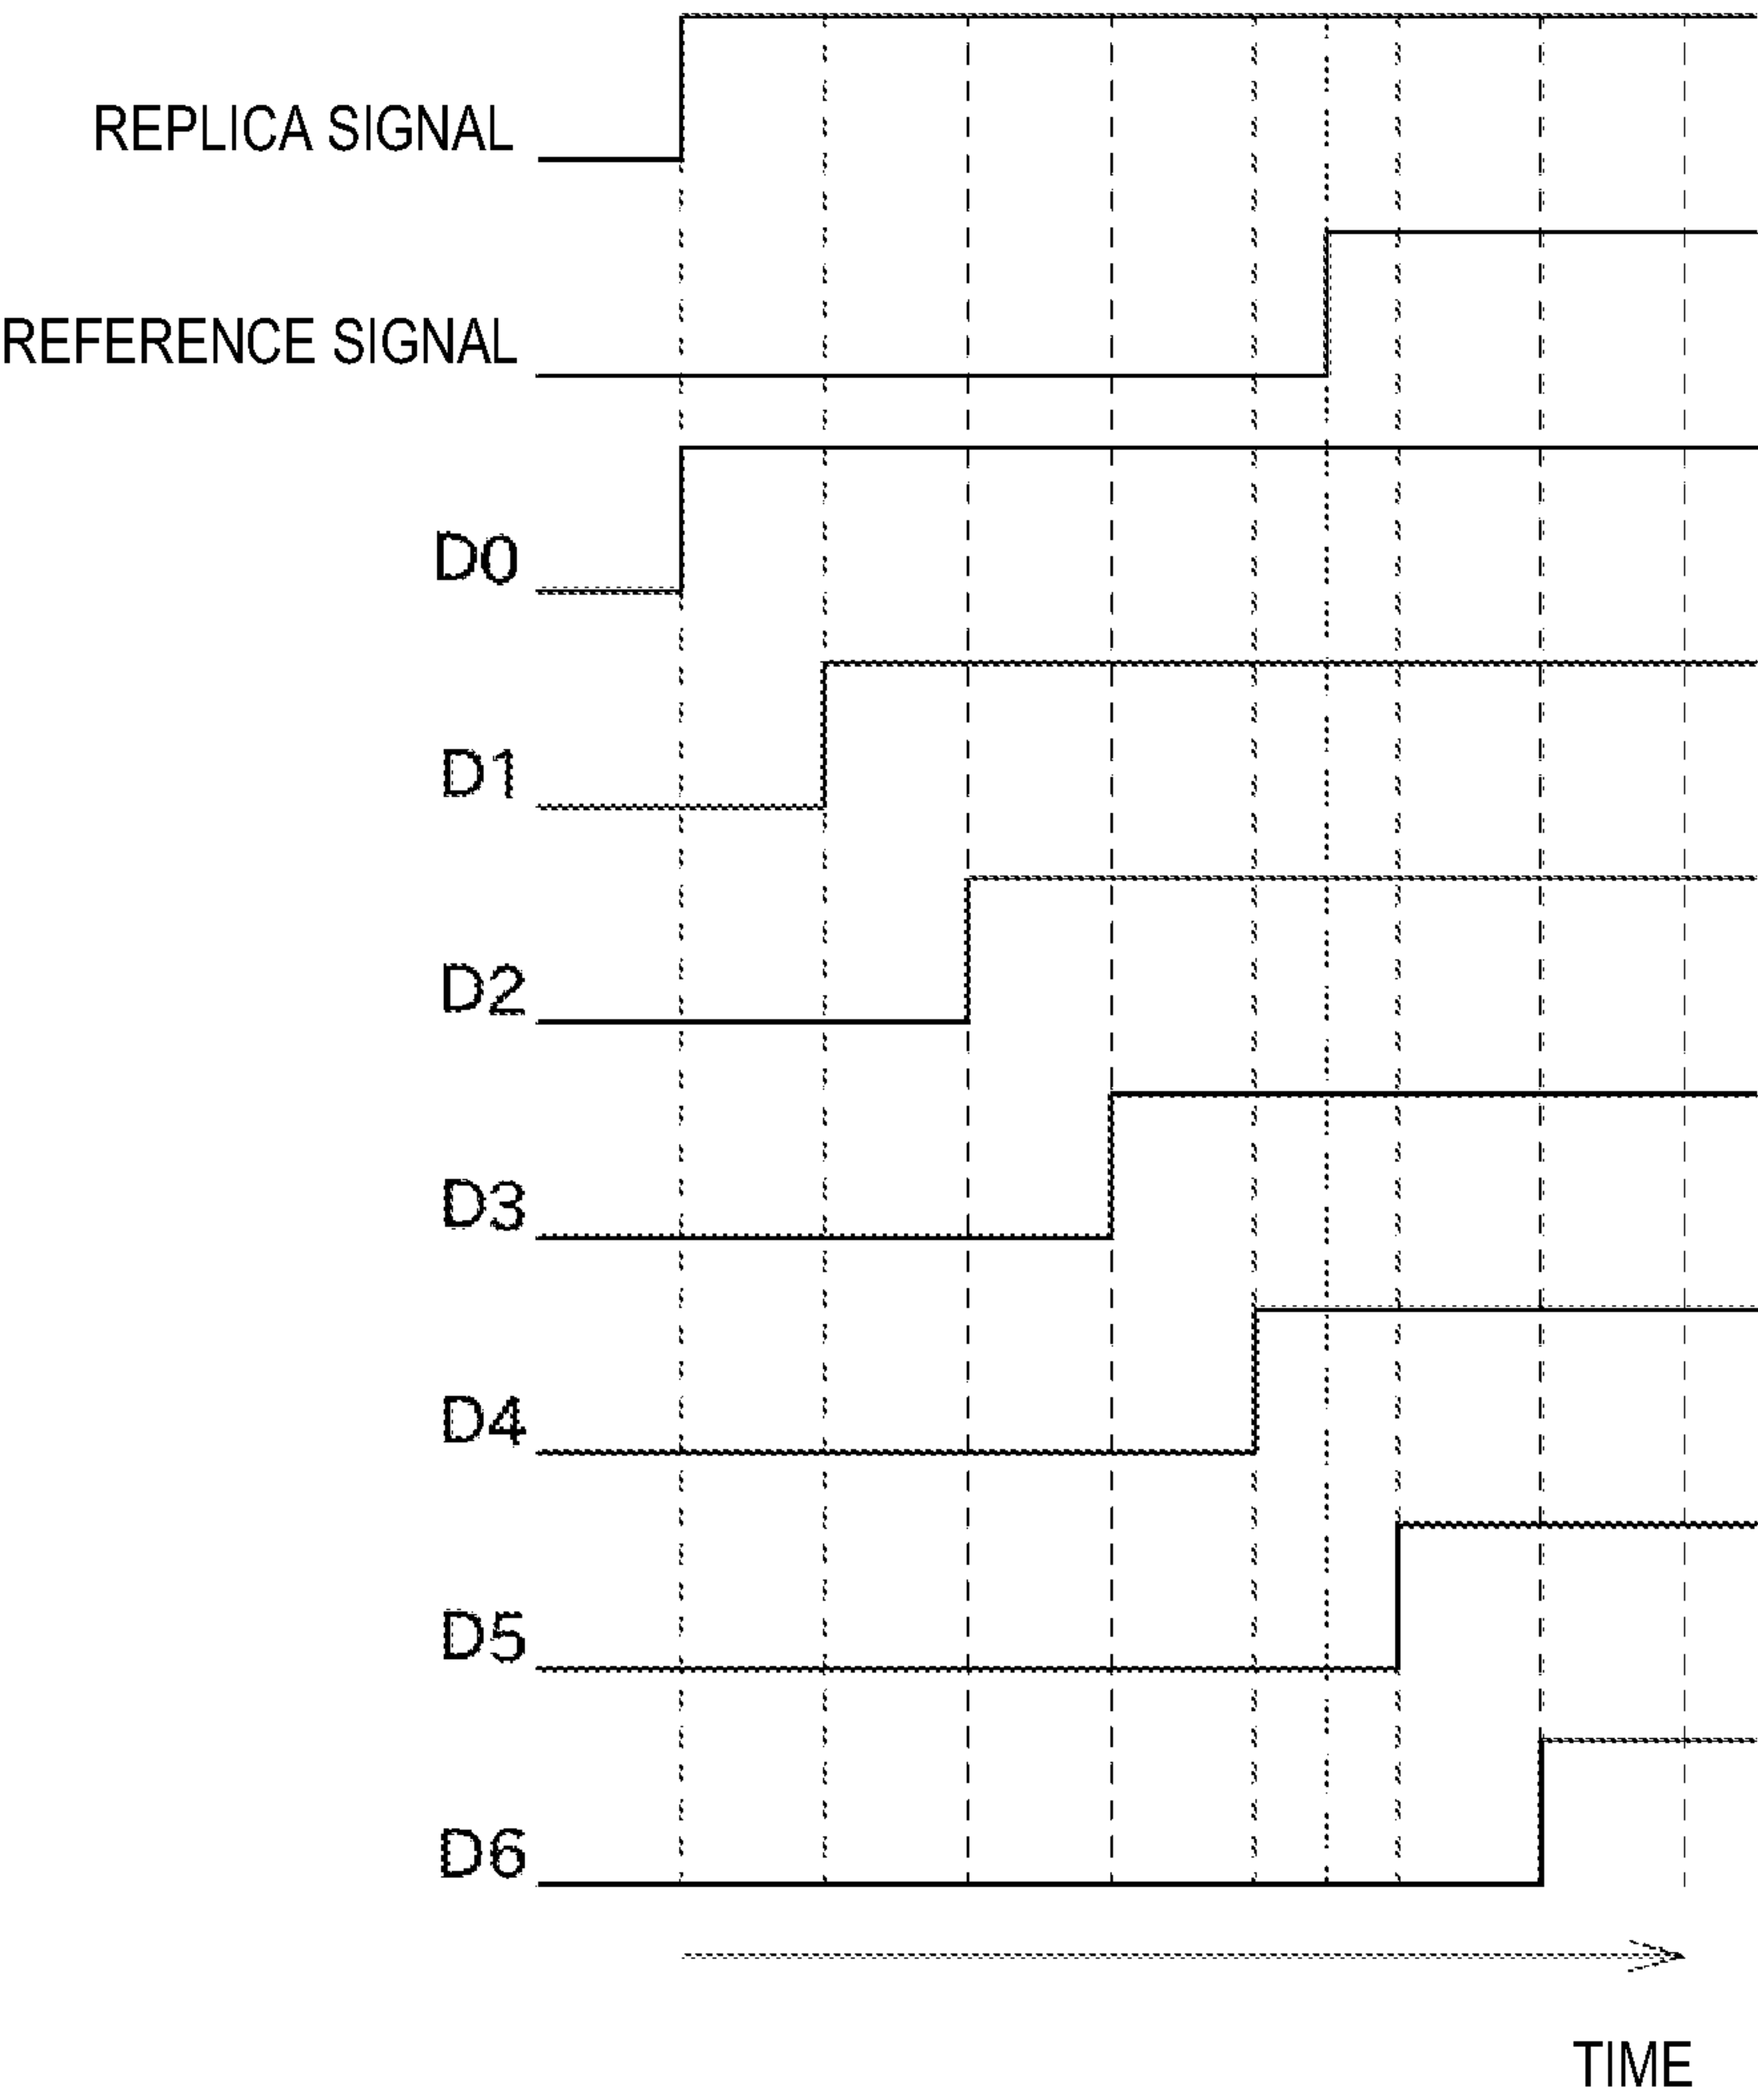 REPLICA SIGNAL
REFERENCE SIGNAL
D0
D1
D2
D3
D4
D5
D6
TIME